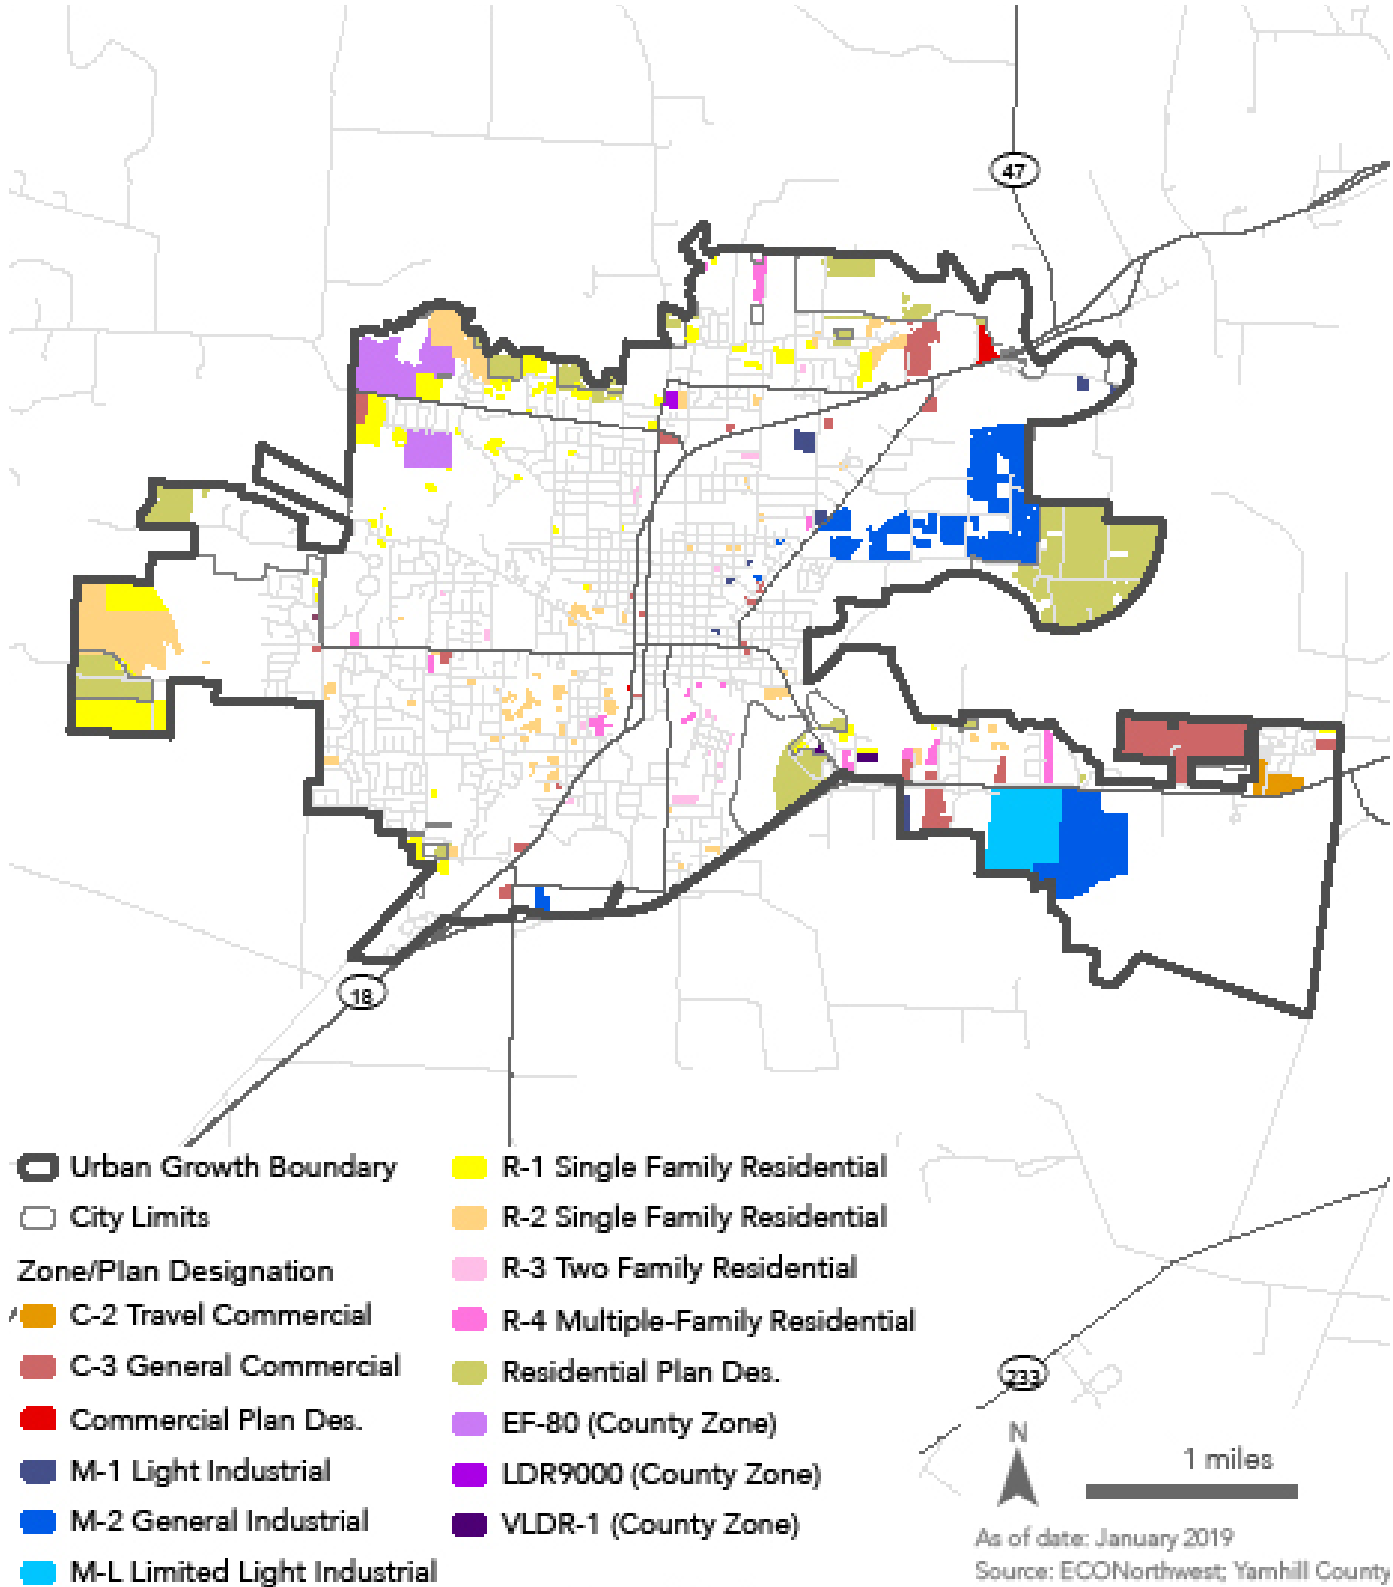 47
18
Urban Growth Boundary
City Limits
Zone/Plan Designation
C-2 Travel Commercial
C-3 General Commercial
Commercial Plan Des.
M-1 Light Industrial
M-2 General Industrial
M-L Limited Light Industrial
R-1 Single Family Residential
R-2 Single Family Residential
R-3 Two Family Residential
R-4 Multiple-Family Residential
Residential Plan Des.
EF-80 (County Zone)
LDR9000 (County Zone)
VLDR-1 (County Zone)
233
N
1 miles
As of date: January 2019
Source: ECONorthwest; Yamhill County